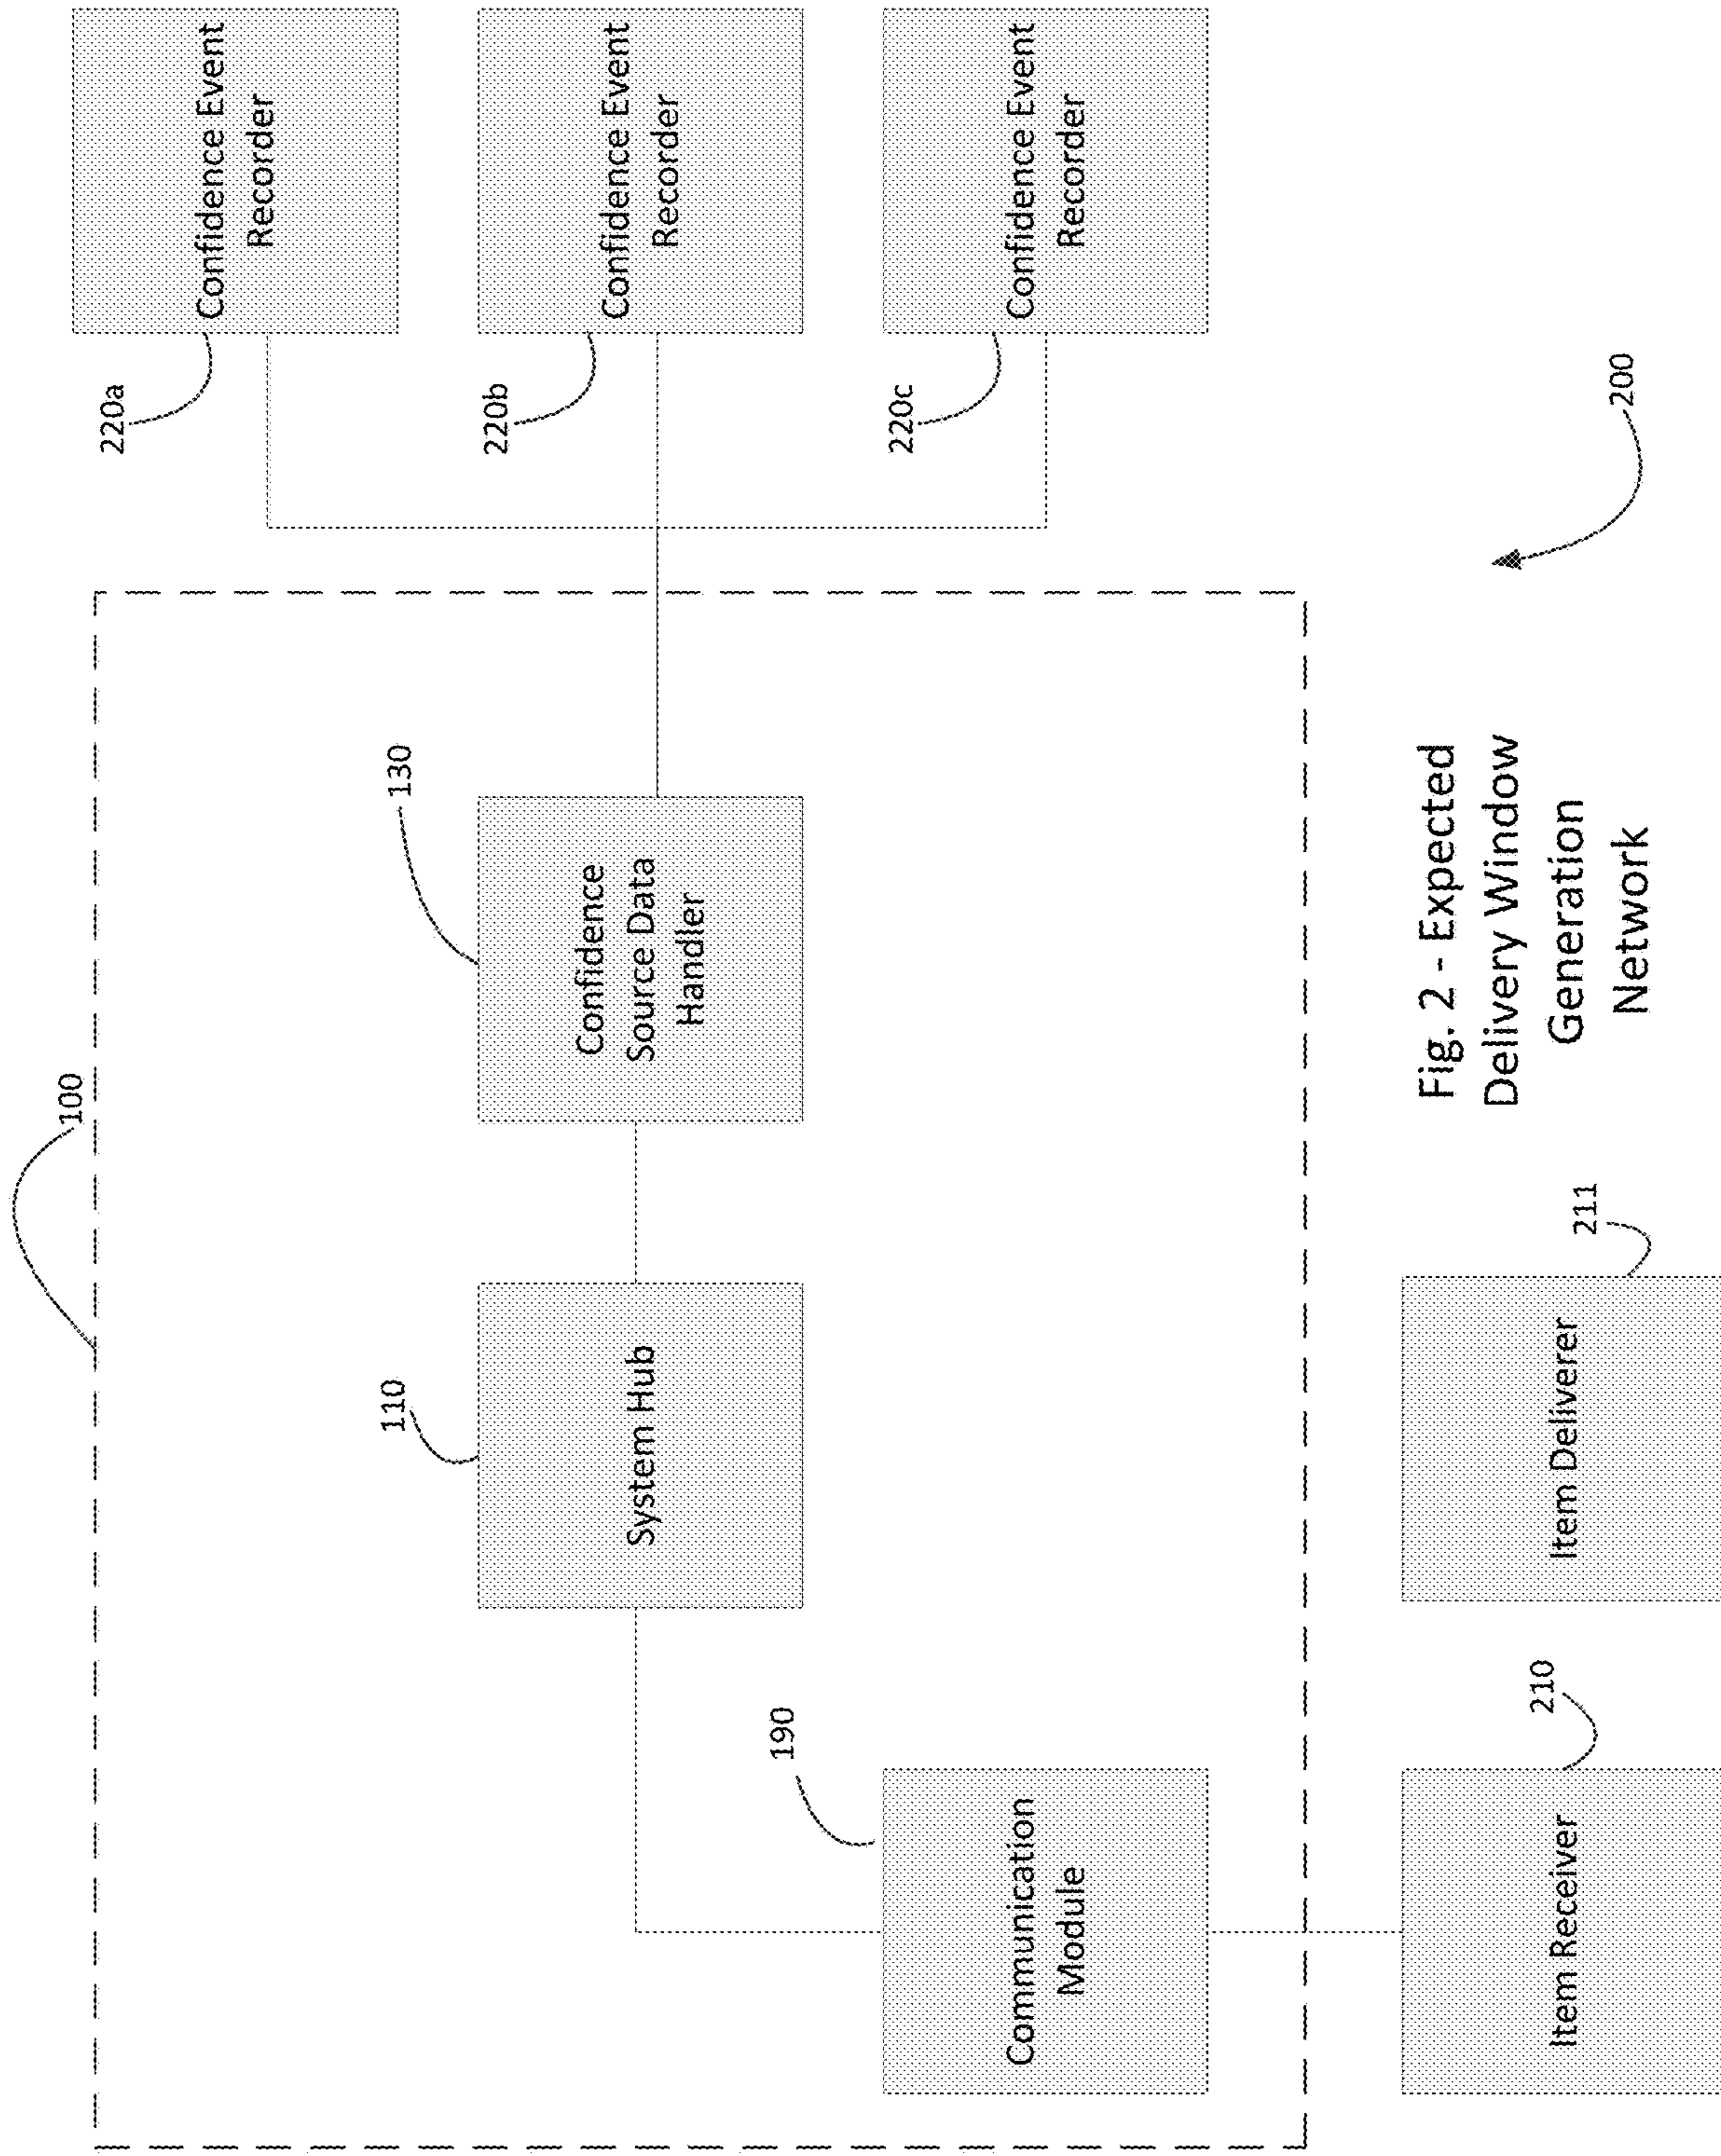 100
220a
Confidence Event
Recorder
130
110
Confidence
Source Data
Handler
System Hub
220b
Confidence Event
Recorder
190
Communication
Module
220c
Confidence Event
Recorder
210
Item Receiver
211
Item Deliverer
Fig. 2 - Expected
Delivery Window
Generation
Network
200